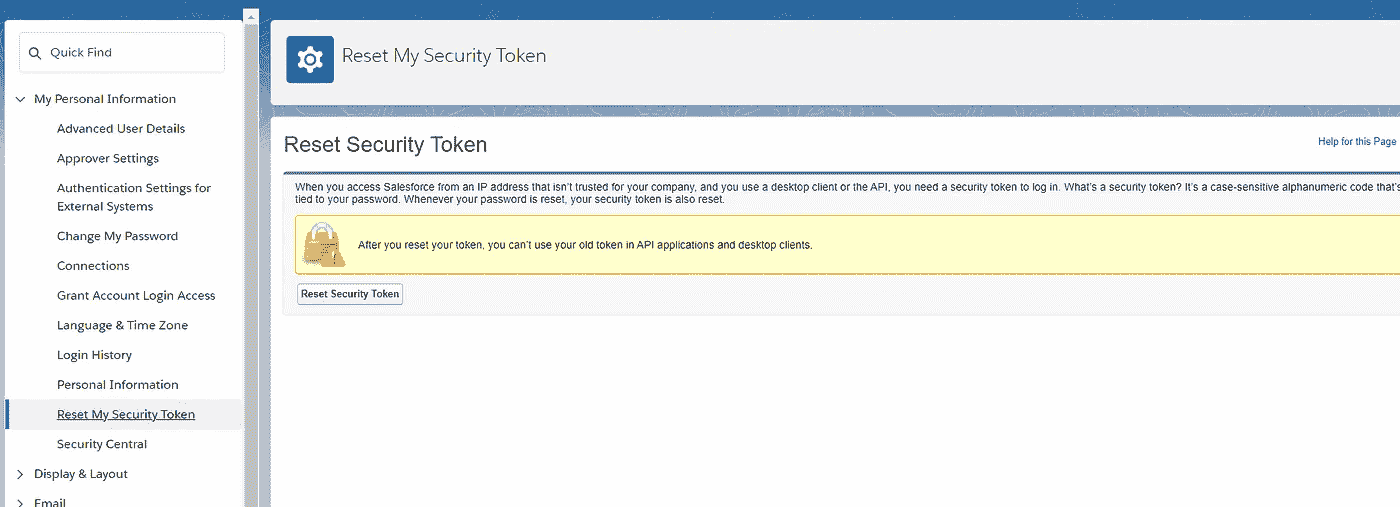 Quick Find
My Personal Information
Advanced User Details
Approver Settings
Authentication Settings for
External Systems
Change My Password
Connections
Grant Account Login Access
Language & Time Zone
Login History
Personal Information
Reset My Security Token
Security Central
Display & Layout
Email
Reset My Security Token
Reset Security Token
Help for this Page
When you access Salesforce from an IP address that isn't trusted for your company, and you use a desktop client or the API, you need a security token to log in. What's a security token? It's a case-sensitive alphanumeric code that's
tied to your password. Whenever your password is reset, your security token is also reset.
After you reset your token, you can't use your old token in API applications and desktop clients.
Reset Security Token